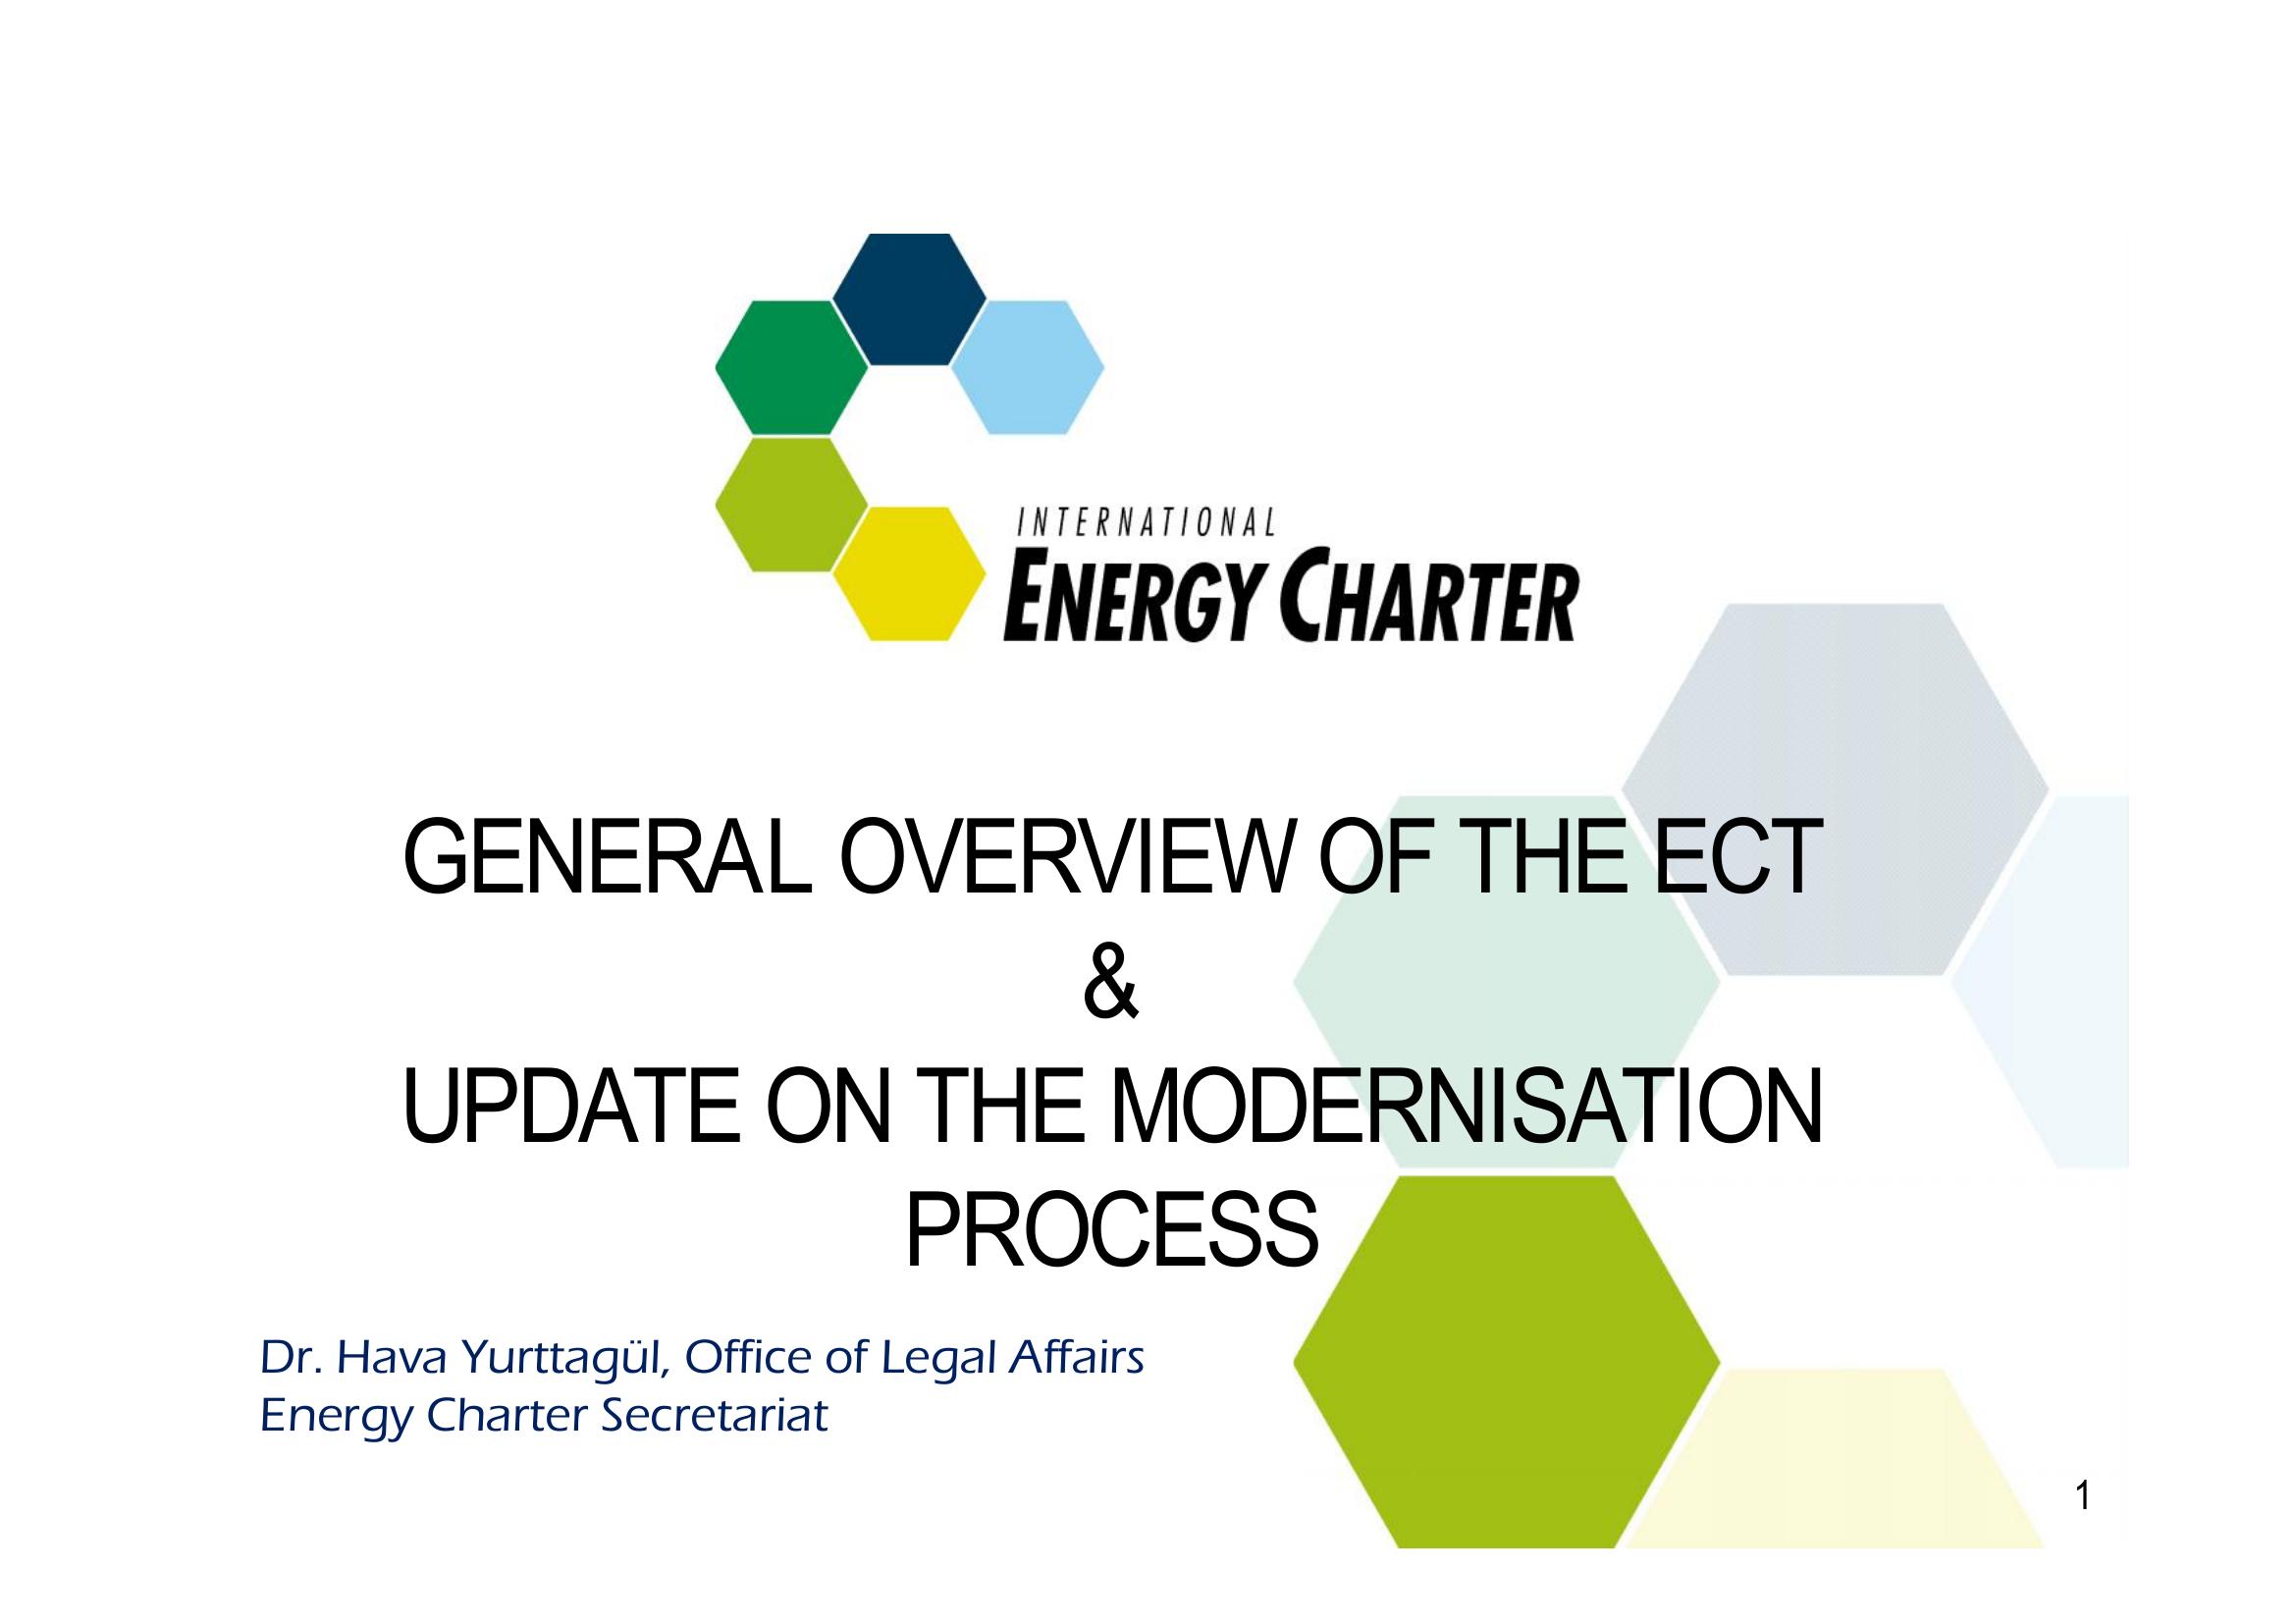 INTERNATIONAL
ENERGY CHARTER
GENERAL OVERVIEW OF THE ECT
&
UPDATE ON THE MODERNISATION
PROCESS
Dr. Hava Yurttagül, Office of Legal Affairs
Energy Charter Secretariat
1